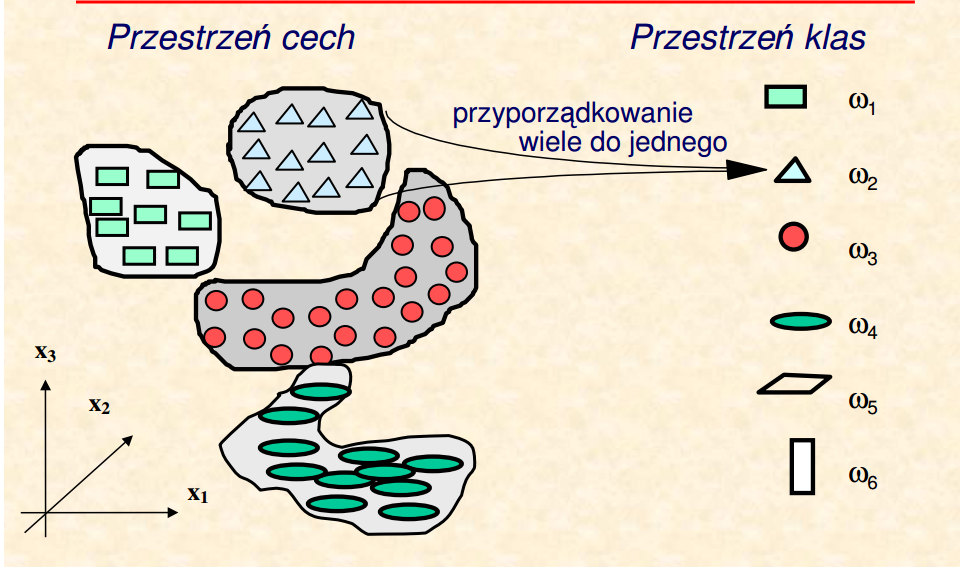 Przestrzeń cech
Przestrzeń klas
przyporządkowanie
wiele do jednego
ω1
ω2
ω3
ω4
ω5
ω6
x3
x2
x1